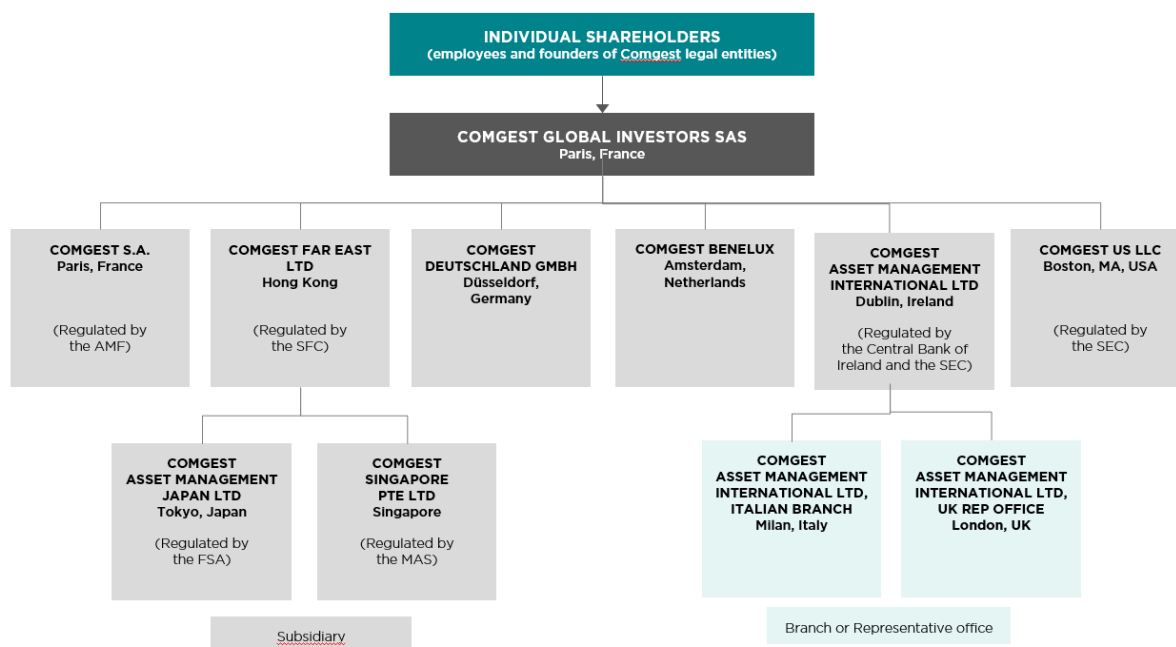 INDIVIDUAL SHAREHOLDERS
(employees and founders of Comgest legal entities)
COMGEST GLOBAL INVESTORS SAS
Paris, France
COMGEST S.A.
Paris, France
(Regulated by
the AMF)
COMGEST FAR EAST
LTD
Hong Kong
(Regulated by
the SFC)
COMGEST
DEUTSCHLAND GMBH
Düsseldorf,
Germany
COMGEST BENELUX
Amsterdam,
Netherlands
COMGEST
ASSET MANAGEMENT
INTERNATIONAL LTD
Dublin, Ireland
(Regulated by
the Central Bank of
Ireland and the SEC)
COMGEST US LLC
Boston, MA, USA
(Regulated by
the SEC)
COMGEST
ASSET MANAGEMENT
JAPAN LTD
Tokyo, Japan
(Regulated by
the FSA)
COMGEST
SINGAPORE
PTE LTD
Singapore
(Regulated by
the MAS)
COMGEST
ASSET MANAGEMENT
INTERNATIONAL LTD,
ITALIAN BRANCH
Milan, Italy
COMGEST
ASSET MANAGEMENT
INTERNATIONAL LTD,
UK REP OFFICE
London, UK
Subsidiary
Branch or Representative office